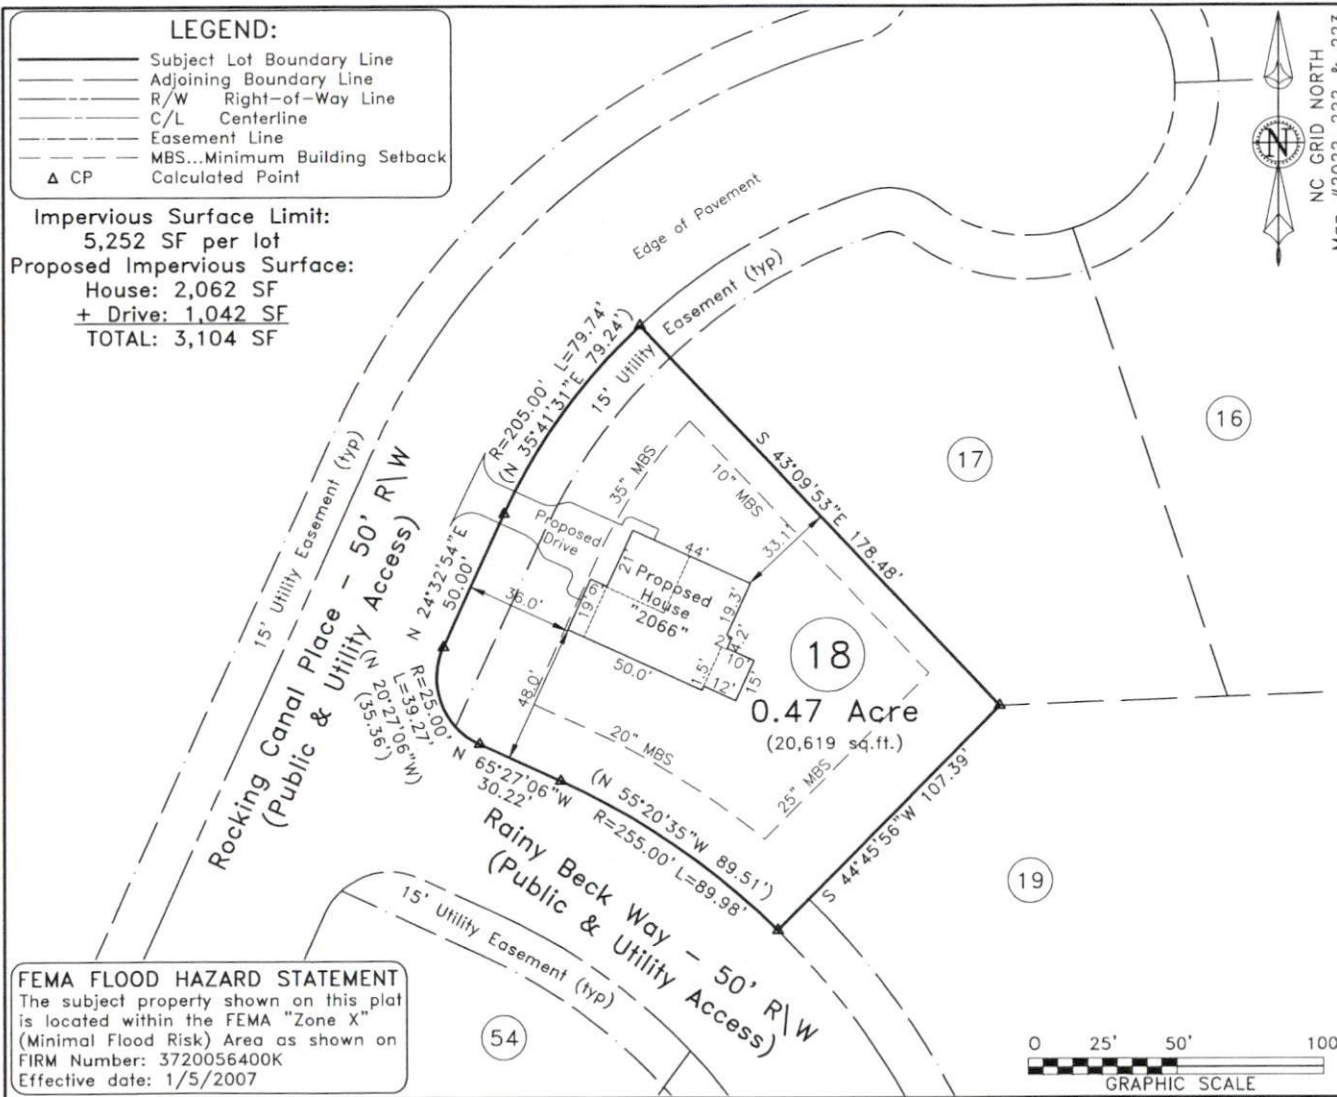 LEGEND:
Subject Lot Boundary Line
Adjoining Boundary Line
R/W Right-of-Way Line
C/L Centerline
Easement Line
MBS...Minimum Building Setback
CP Calculated Point
Impervious Surface Limit:
5,252 SF per lot
Proposed Impervious Surface:
House: 2,062 SF
+ Drive: 1,042 SF
TOTAL: 3,104 SF
NC GRID NORTH
N
Edge of Pavement
15' Utility Easement (typ)
R=205.00' L=79.74'
(N 35°41'31"E 79.24')
15' Utility Easement (typ)
Rocking Canal Place - 50' R\W
(Public & Utility Access)
N 24°32'54"E
50.00'
R=25.00'
L=39.27'
(N 20°27'06"W)
(35.36')
N 65°27'06"W
30.22'
(N 55°20'35"W 89.51')
R=255.00' L=89.98'
Rainy Beck Way - 50' R\W
(Public & Utility Access)
15' Utility Easement (typ)
S 43°09'53"E 178.48'
S 44°45'56"W 107.39'
35" MBS
10" MBS
20" MBS
25" MBS
Proposed
Drive
Proposed
House
"2066"
44'
21'
33.1'
19.3'
36.0'
48.0'
50.0'
10'
12'
15'
18
0.47 Acre
(20,619 sq.ft.)
17
16
19
54
FEMA FLOOD HAZARD STATEMENT
The subject property shown on this plat
is located within the FEMA "Zone X"
(Minimal Flood Risk) Area as shown on
FIRM Number: 3720056400K
Effective date: 1/5/2007
0 25' 50' 100
GRAPHIC SCALE